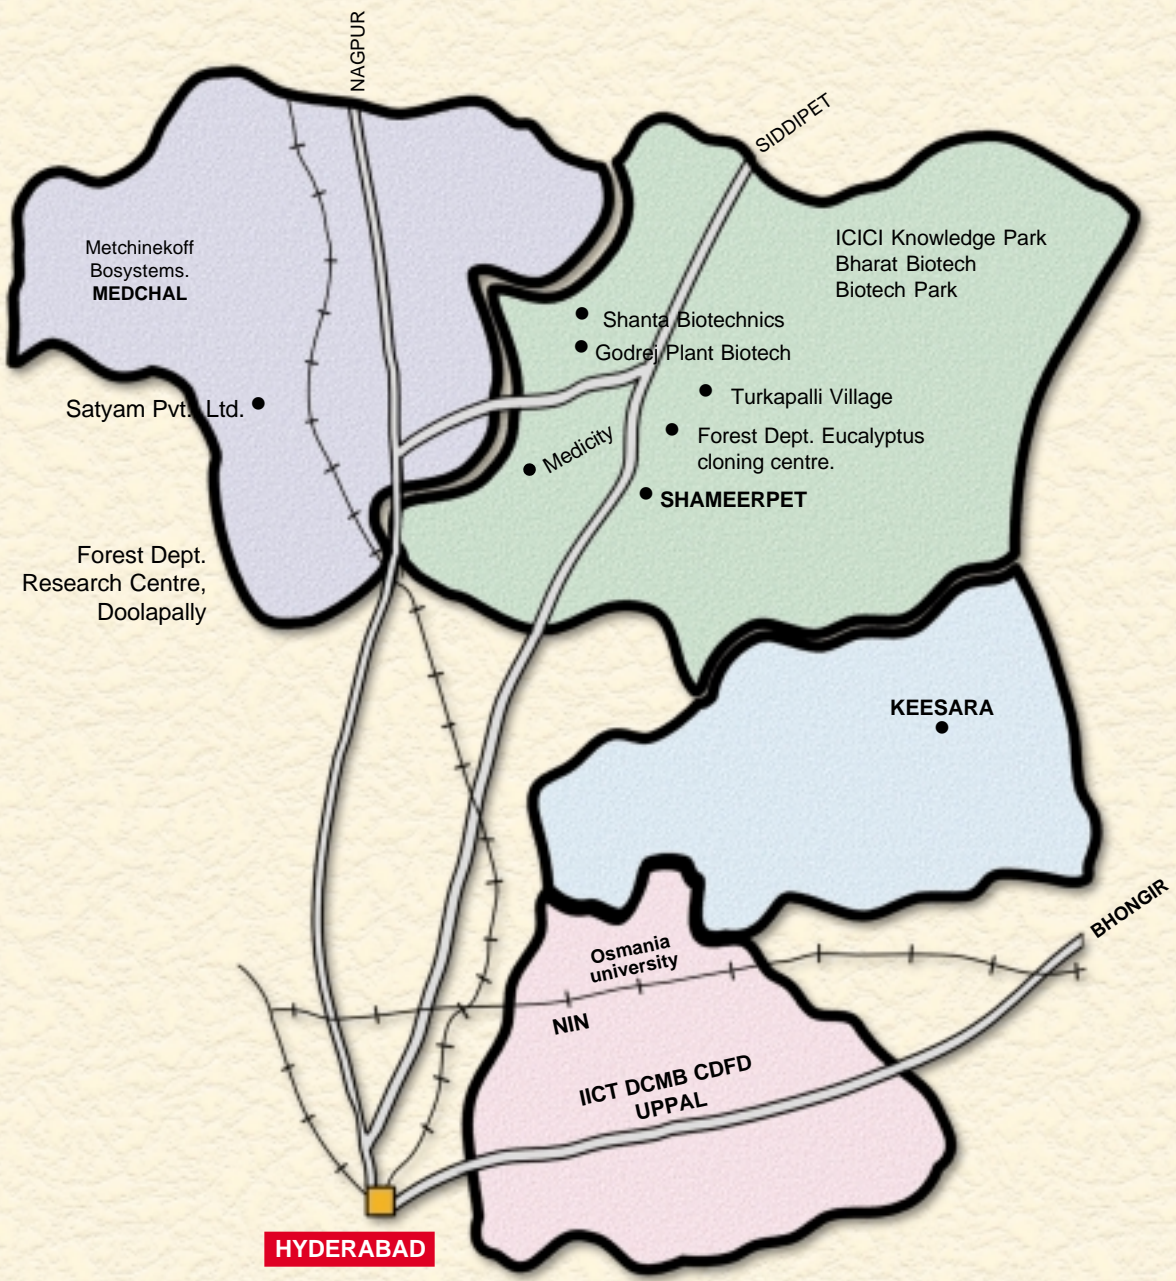 NAGPUR
SIDDIPET
Metchinekoff
Bosystems.
MEDCHAL
ICICI Knowledge Park
Bharat Biotech
Biotech Park
Shanta Biotechnics
Godrej Plant Biotech
Turkapalli Village
Satyam Pvt. Ltd.
Forest Dept. Eucalyptus
cloning centre.
Medicity
SHAMEERPET
Forest Dept.
Research Centre,
Doolapally
KEESARA
BHONGIR
Osmania
university
NIN
IICT DCMB CDFD
UPPAL
HYDERABAD